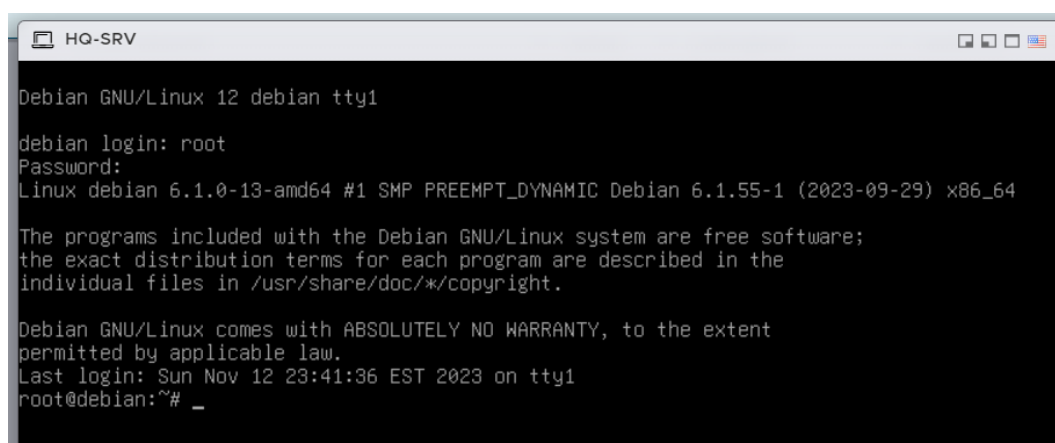 HQ-SRV
Debian GNU/Linux 12 debian tty1
debian login: root
Password:
Linux debian 6.1.0-13-amd64 #1 SMP PREEMPT_DYNAMIC Debian 6.1.55-1 (2023-09-29) x86_64
The programs included with the Debian GNU/Linux system are free software;
the exact distribution terms for each program are described in the
individual files in /usr/share/doc/*/copyright.
Debian GNU/Linux comes with ABSOLUTELY NO WARRANTY, to the extent
permitted by applicable law.
Last login: Sun Nov 12 23:41:36 EST 2023 on tty1
root@debian:~# _